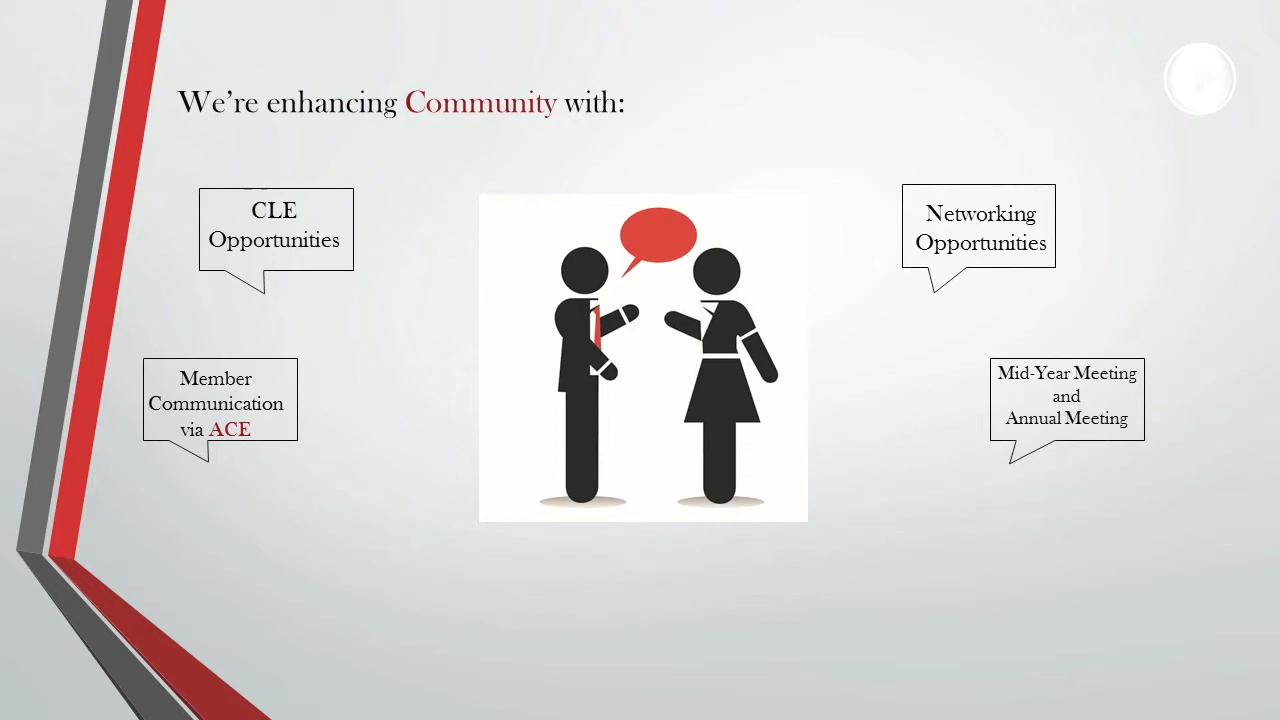 We're enhancing Community with:
CLE
Opportunities
Networking
Opportunities
Member
Communication
via ACE
Mid-Year Meeting
and
Annual Meeting